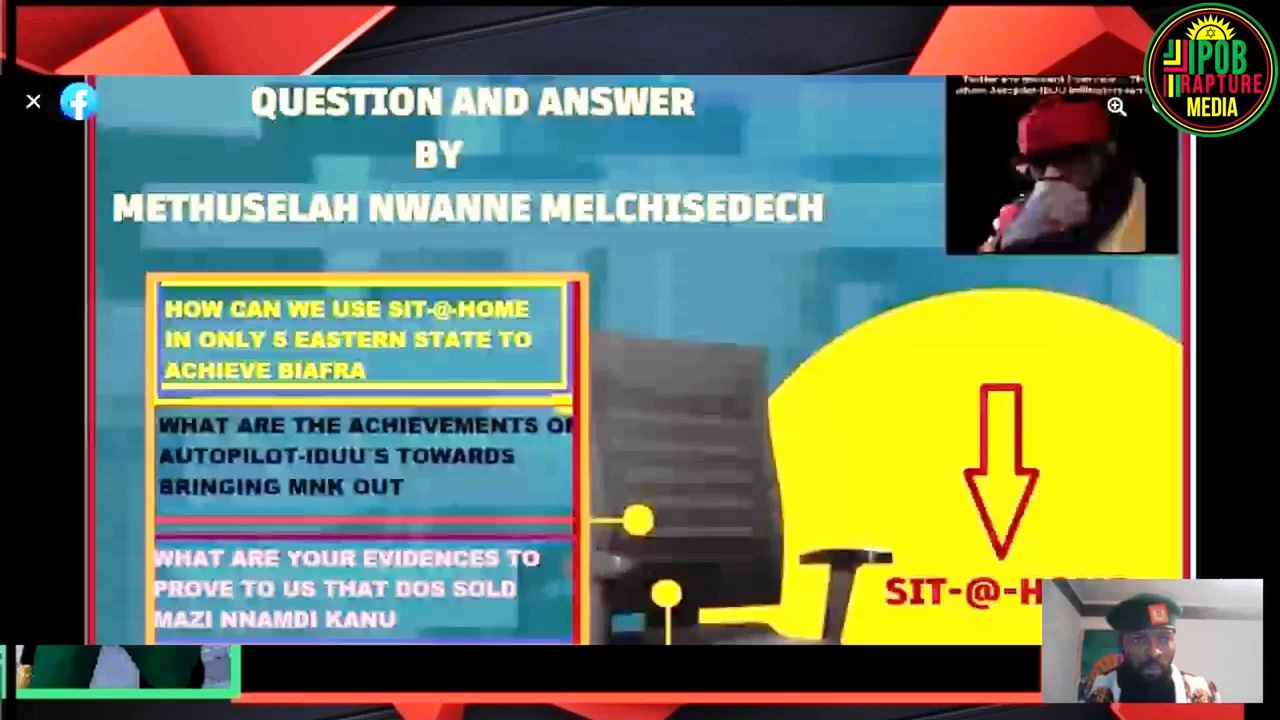 IPOB
RAPTURE
MEDIA
QUESTION AND ANSWER
BY
METHUSELAH NWANNE MELCHISEDECH
HOW CAN WE USE SIT-@-HOME
IN ONLY 5 EASTERN STATE TO
ACHIEVE BIAFRA
WHAT ARE THE ACHIEVEMENTS
AUTOPILOT-IDUU'S TOWARDS
BRINGING MNK OUT
WHAT ARE YOUR EVIDENCES TO
PROVE TO US THAT DOS SOLD
MAZI NNAMDI KANU
SIT-@-H